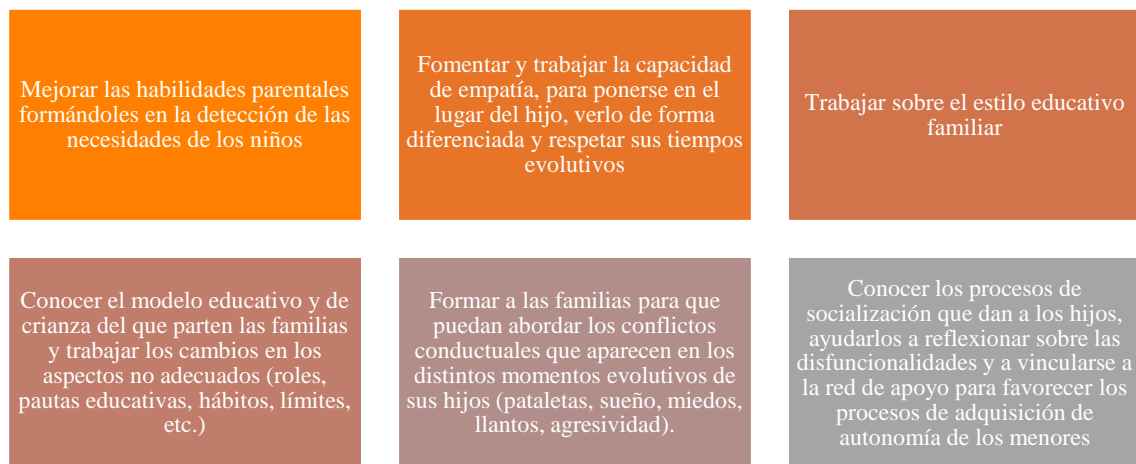 Mejorar las habilidades parentales
formándoles en la detección de las
necesidades de los niños
Fomentar y trabajar la capacidad
de empatía, para ponerse en el
lugar del hijo, verlo de forma
diferenciada y respetar sus tiempos
evolutivos
Trabajar sobre el estilo educativo
familiar
Conocer el modelo educativo y de
crianza del que parten las familias
y trabajar los cambios en los
aspectos no adecuados (roles,
pautas educativas, hábitos, límites,
etc.)
Formar a las familias para que
puedan abordar los conflictos
conductuales que aparecen en los
distintos momentos evolutivos de
sus hijos (pataletas, sueño, miedos,
llantos, agresividad).
Conocer los procesos de
socialización que dan a los hijos,
ayudarlos a reflexionar sobre las
disfuncionalidades y a vincularse a
la red de apoyo para favorecer los
procesos de adquisición de
autonomía de los menores